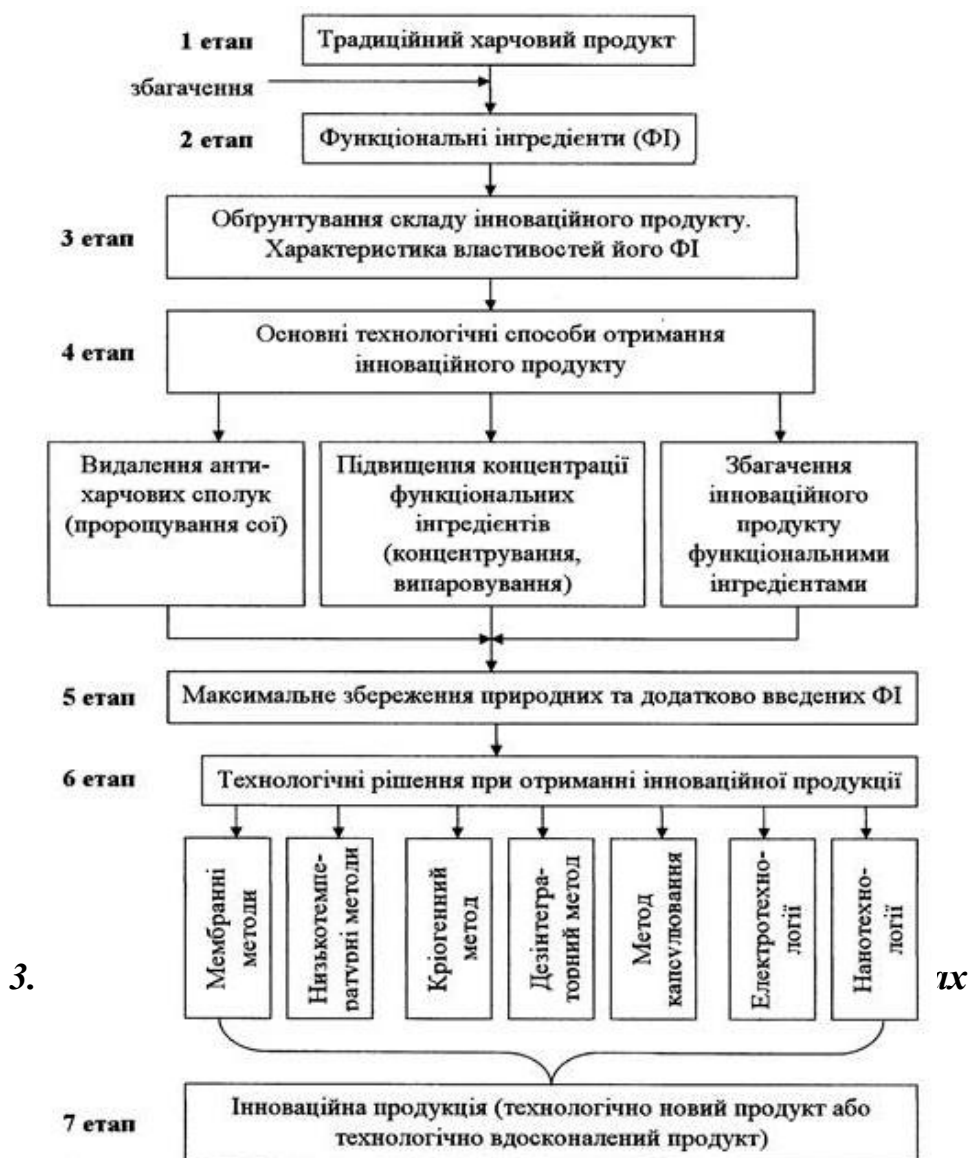 1 етап
Традиційний харчовий продукт
збагачення
2 етап
Функціональні інгредієнти (ФІ)
3 етап
Обґрунтування складу інноваційного продукту.
Характеристика властивостей його ФІ
4 етап
Основні технологічні способи отримання
інноваційного продукту
Видалення анти-
харчових сполук
(пророщування сої)
Підвищення концентрації
функціональних
інгредієнтів
(концентрування,
випаровування)
Збагачення
інноваційного
продукту
функціональними
інгредієнтами
5 етап
Максимальне збереження природних та додатково введених ФІ
6 етап
Технологічні рішення при отриманні інноваційної продукції
Мембранні
методи
Низькотемпе-
ратурні методи
Кріогенний
метод
Дезінтегра-
торний метод
Метод
капсулювання
Електротехно-
логії
Нанотехно-
логії
3.
их
7 етап
Інноваційна продукція (технологічно новий продукт або
технологічно вдосконалений продукт)